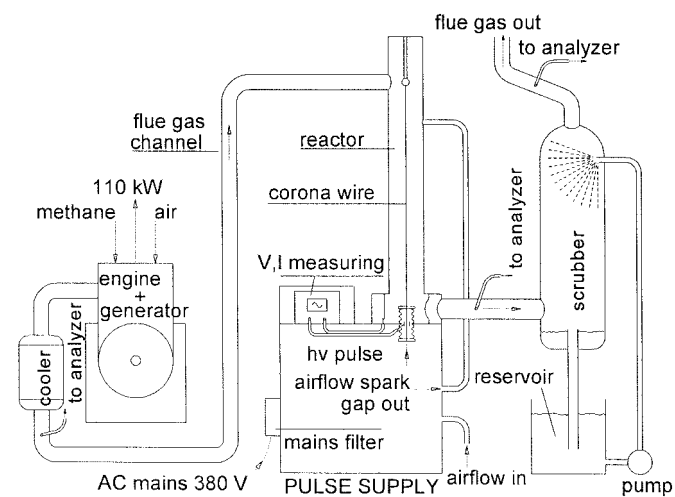 flue gas out
to analyzer
flue gas
channel
reactor
110 kW
methane
air
corona wire
to analyzer
V,I measuring
engine
+
generator
scrubber
cooler
to analyzer
hv pulse
airflow spark
gap out
reservoir
mains filter
AC mains 380 V
PULSE SUPPLY
airflow in
pump